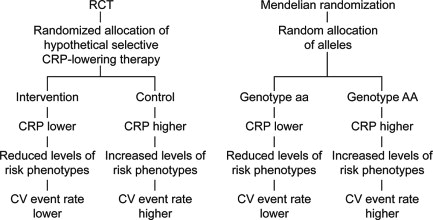 RCT
Randomized allocation of
hypothetical selective
CRP-lowering therapy
Intervention
CRP lower
Reduced levels of
risk phenotypes
CV event rate
lower
Control
CRP higher
Increased levels of
risk phenotypes
CV event rate
higher
Mendelian randomization
Random allocation
of alleles
Genotype aa
CRP lower
Reduced levels of
risk phenotypes
CV event rate
lower
Genotype AA
CRP higher
Increased levels of
risk phenotypes
CV event rate
higher